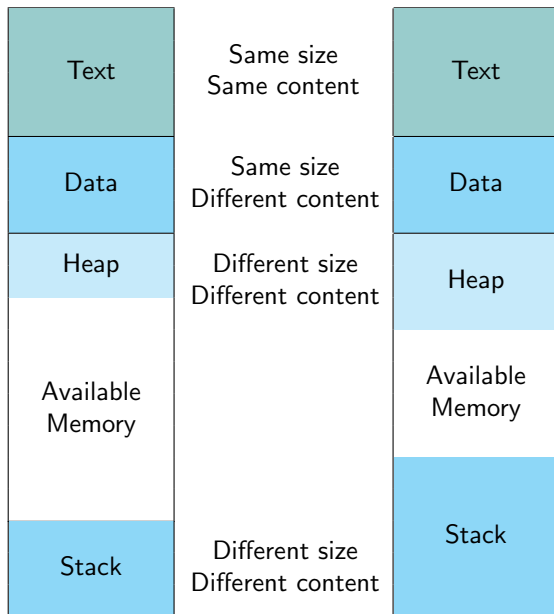 Text
Same size
Same content
Text
Data
Same size
Different content
Data
Heap
Different size
Different content
Heap
Available
Memory
Available
Memory
Stack
Different size
Different content
Stack